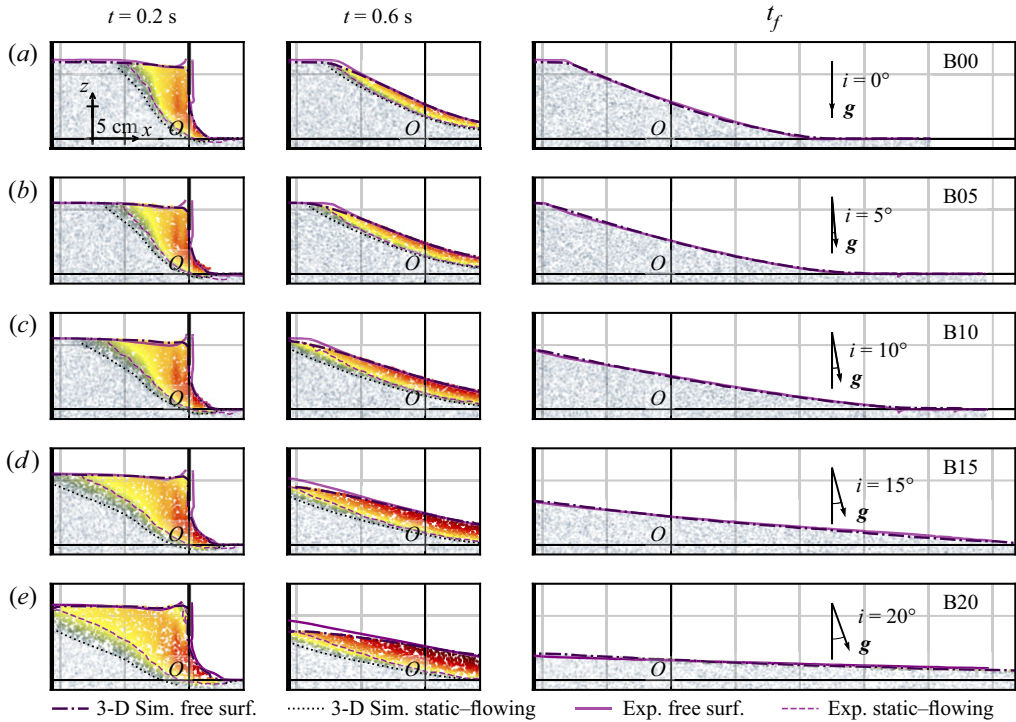 t = 0.2 s
t = 0.6 s
t_f
(a)
z
5 cm x
O
O
O
i = 0°
g
B00
(b)
O
O
O
i = 5°
g
B05
(c)
O
O
O
i = 10°
g
B10
(d)
O
O
O
i = 15°
g
B15
(e)
O
O
O
i = 20°
g
B20
3-D Sim. free surf.
3-D Sim. static–flowing
Exp. free surf.
Exp. static–flowing